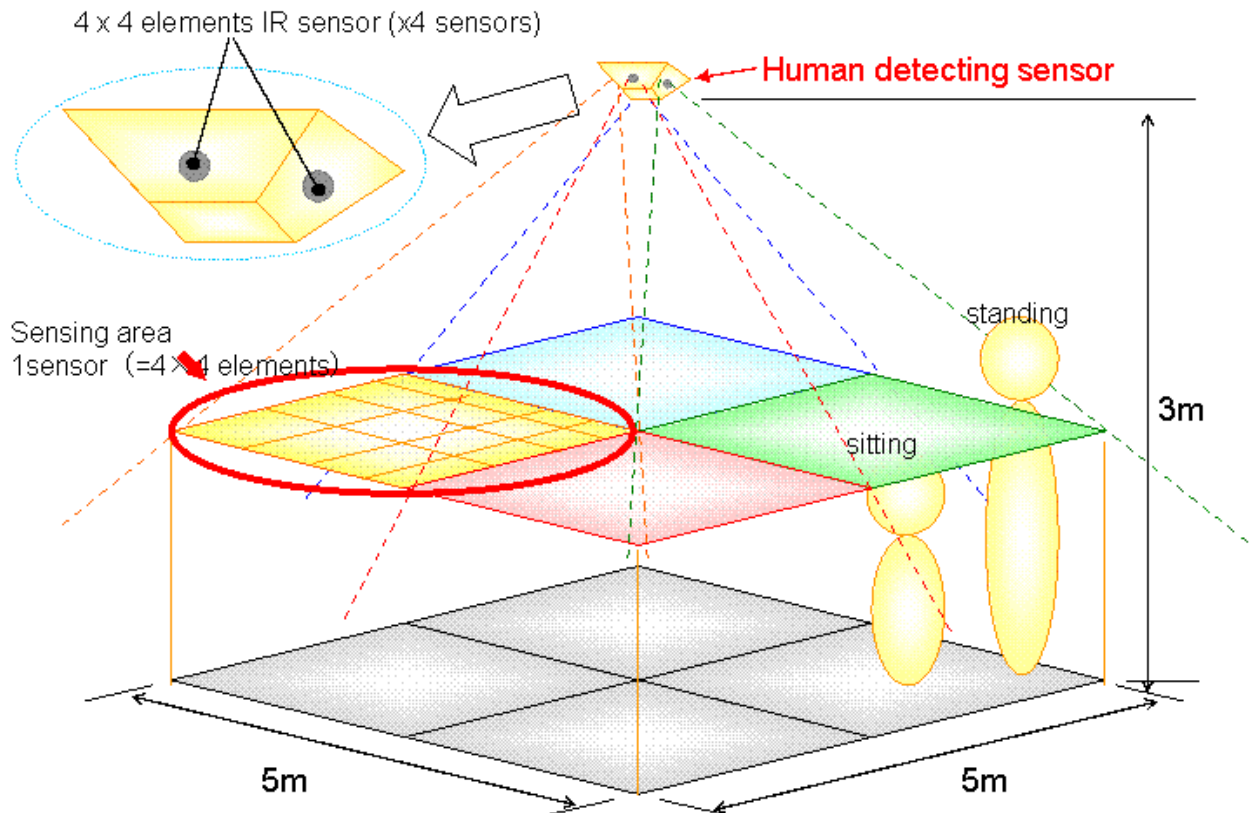 4 x 4 elements IR sensor (x4 sensors)
Human detecting sensor
Sensing area
1sensor （=4×4 elements）
standing
sitting
3m
5m
5m